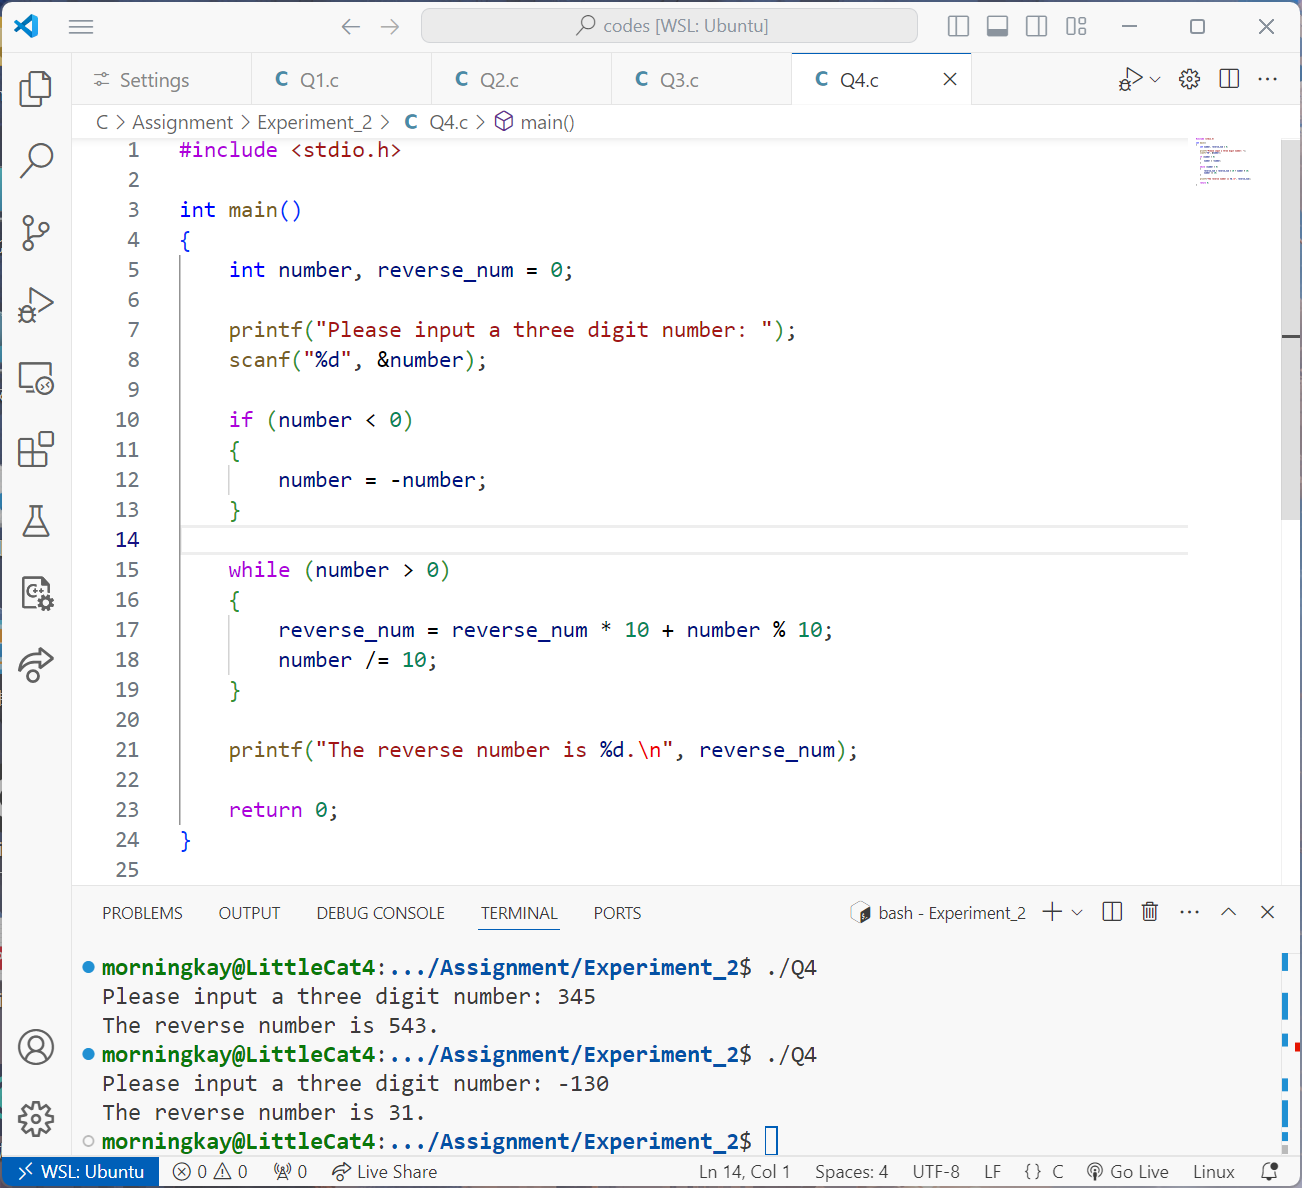 codes [WSL: Ubuntu]
Settings
C Q1.c
C Q2.c
C Q3.c
C Q4.c
C > Assignment > Experiment_2 > C Q4.c > main()
1 #include <stdio.h>
2
3 int main()
4 {
5 int number, reverse_num = 0;
6
7 printf("Please input a three digit number: ");
8 scanf("%d", &number);
9
10 if (number < 0)
11 {
12 number = -number;
13 }
14
15 while (number > 0)
16 {
17 reverse_num = reverse_num * 10 + number % 10;
18 number /= 10;
19 }
20
21 printf("The reverse number is %d.\n", reverse_num);
22
23 return 0;
24 }
25
PROBLEMS OUTPUT DEBUG CONSOLE TERMINAL PORTS bash - Experiment_2
morningkay@LittleCat4:.../Assignment/Experiment_2$ ./Q4
Please input a three digit number: 345
The reverse number is 543.
morningkay@LittleCat4:.../Assignment/Experiment_2$ ./Q4
Please input a three digit number: -130
The reverse number is 31.
morningkay@LittleCat4:.../Assignment/Experiment_2$
WSL: Ubuntu 0 0 0 Live Share Ln 14, Col 1 Spaces: 4 UTF-8 LF {} C Go Live Linux